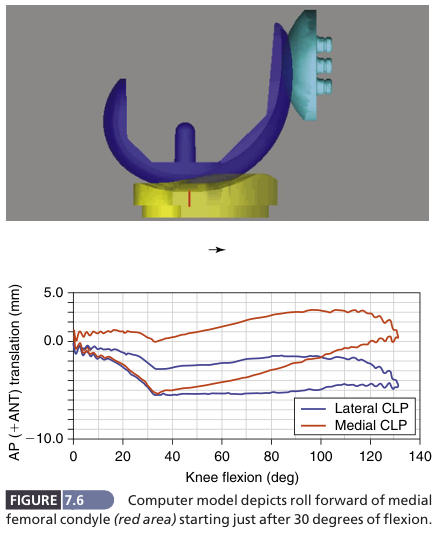 5.0
0.0
−10.0
AP (+ANT) translation (mm)
Lateral CLP
Medial CLP
0 20 40 60 80 100 120 140
Knee flexion (deg)
FIGURE 7.6 Computer model depicts roll forward of medial
femoral condyle (red area) starting just after 30 degrees of flexion.